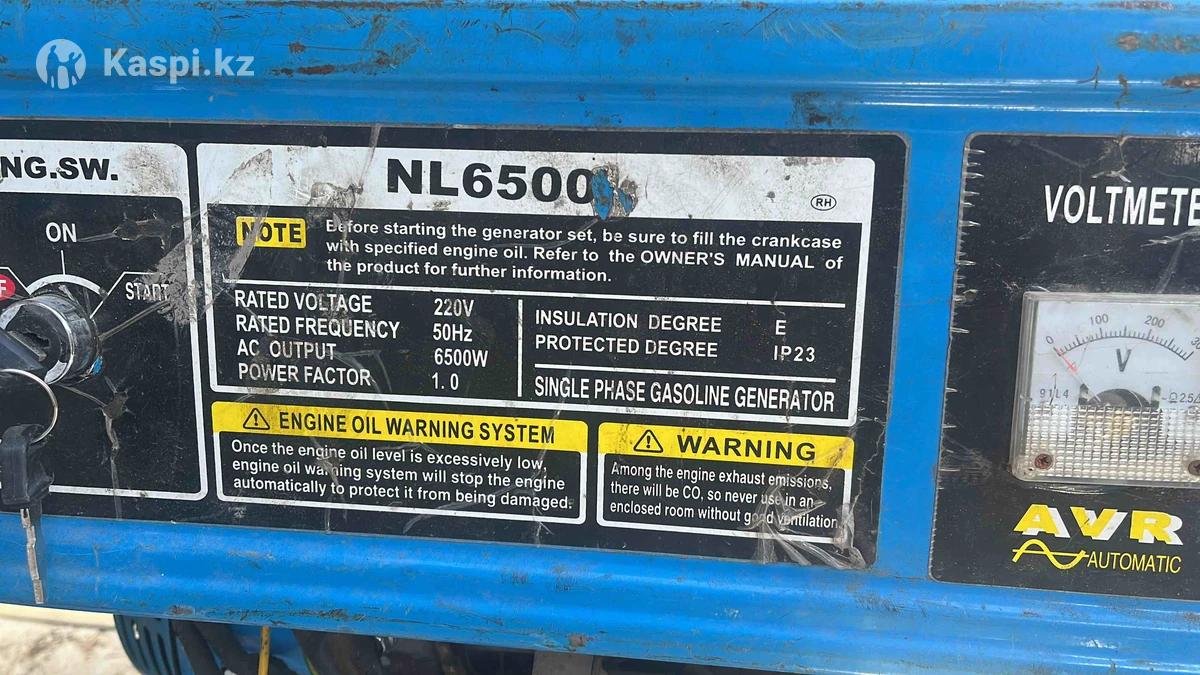 Kaspi.kz
NG.SW.
ON
START
NL6500
RH
NOTE
Before starting the generator set, be sure to fill the crankcase
with specified engine oil. Refer to the OWNER'S MANUAL of
the product for further information.
RATED VOLTAGE 220V
RATED FREQUENCY 50Hz
AC OUTPUT 6500W
POWER FACTOR 1.0
INSULATION DEGREE E
PROTECTED DEGREE IP23
SINGLE PHASE GASOLINE GENERATOR
ENGINE OIL WARNING SYSTEM
Once the engine oil level is excessively low,
engine oil warning system will stop the engine
automatically to protect it from being damaged.
WARNING
Among the engine exhaust emissions,
there will be CO, so never use in an
enclosed room without good ventilation
VOLTMETE
0 100 200 30
V
91L4
2.5
AVR
AUTOMATIC